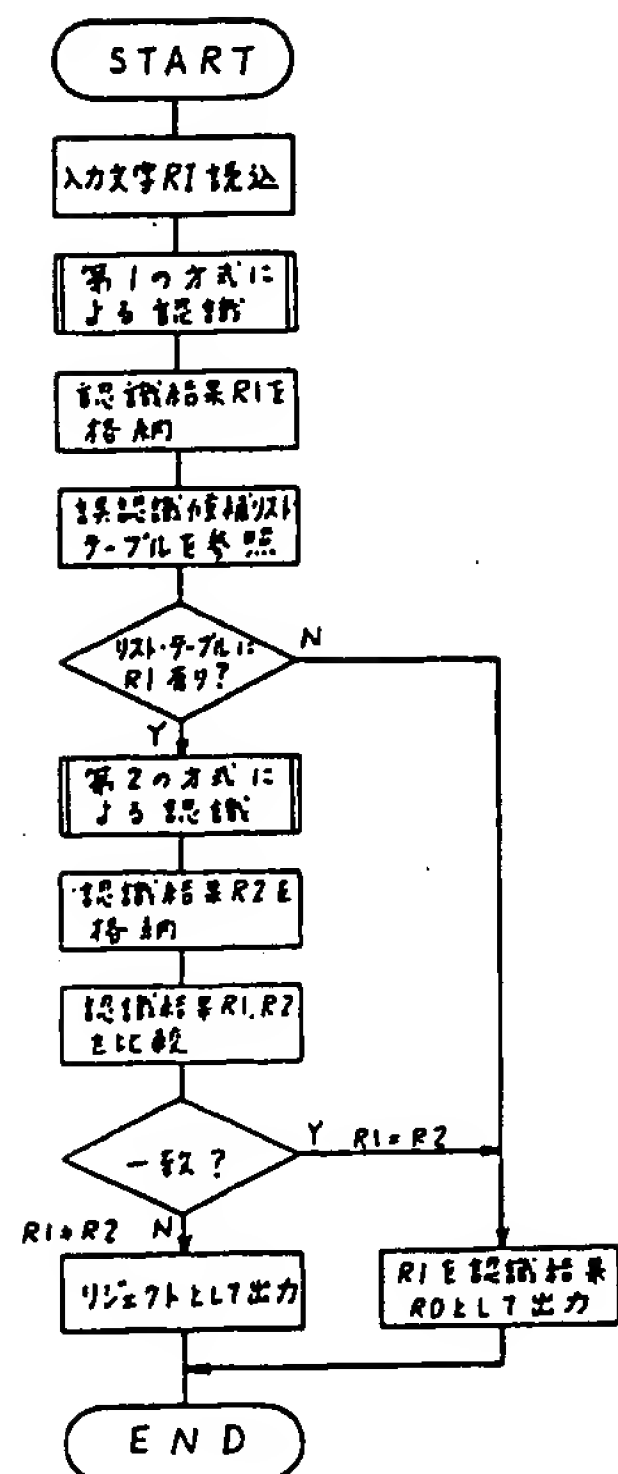 START
入力文字RI読込
第1の方式に
よる認識
認識結果R1を
格納
誤認識候補リスト
テーブルを参照
リスト・テーブルに
R1有り?
N
Y
第2の方式に
よる認識
認識結果R2を
格納
認識結果R1,R2
を比較
一致?
Y R1=R2
R1≠R2 N
リジェクトとして出力
R1を認識結果
ROとして出力
END